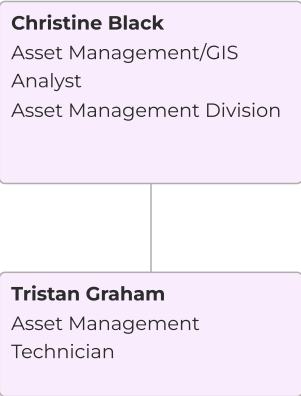 Christine Black
Asset Management/GIS
Analyst
Asset Management Division
Tristan Graham
Asset Management
Technician